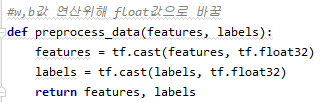 #w,b값 연산위해 float값으로 바꿈
def preprocess_data(features, labels):
    features = tf.cast(features, tf.float32)
    labels = tf.cast(labels, tf.float32)
    return features, labels